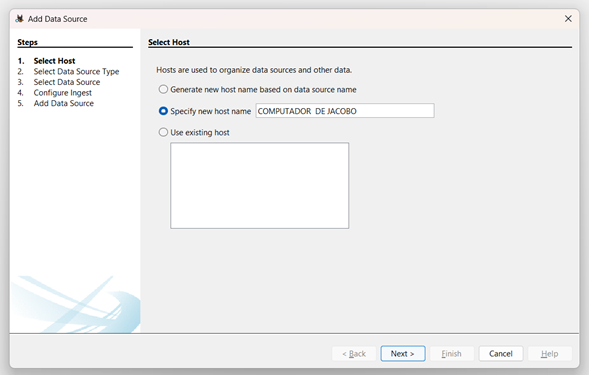 Add Data Source
Steps
1. Select Host
2. Select Data Source Type
3. Select Data Source
4. Configure Ingest
5. Add Data Source
Select Host
Hosts are used to organize data sources and other data.
Generate new host name based on data source name
Specify new host name COMPUTADOR DE JACOBO
Use existing host
< Back Next > Finish Cancel Help